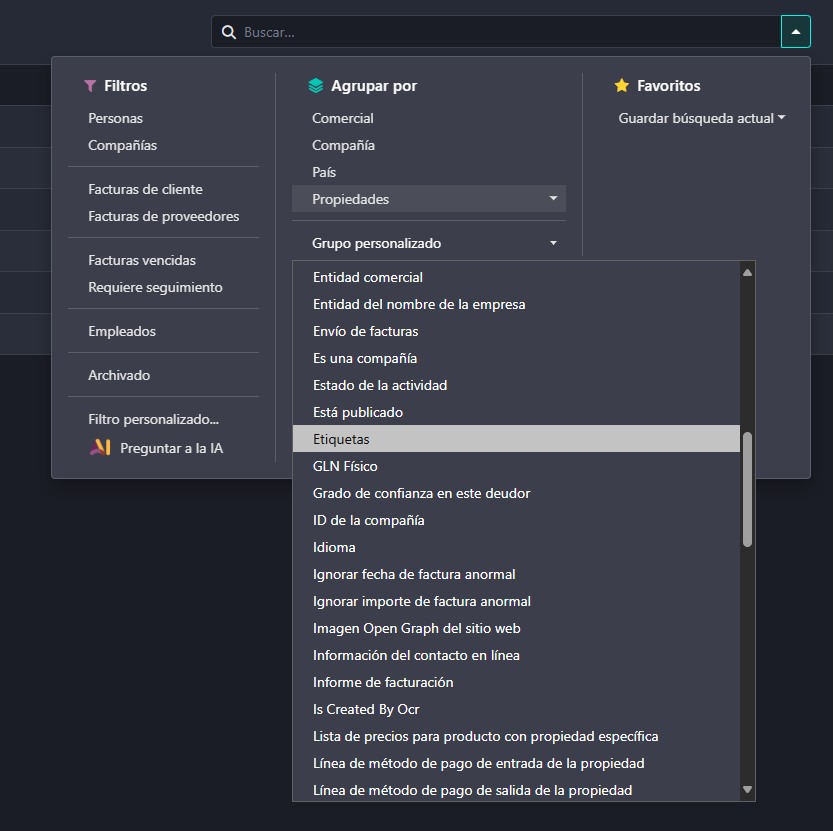 Buscar...
Filtros
Personas
Compañías
Facturas de cliente
Facturas de proveedores
Facturas vencidas
Requiere seguimiento
Empleados
Archivado
Filtro personalizado...
Preguntar a la IA
Agrupar por
Comercial
Compañía
País
Propiedades
Grupo personalizado
Entidad comercial
Entidad del nombre de la empresa
Envío de facturas
Es una compañía
Estado de la actividad
Está publicado
Etiquetas
GLN Físico
Grado de confianza en este deudor
ID de la compañía
Idioma
Ignorar fecha de factura anormal
Ignorar importe de factura anormal
Imagen Open Graph del sitio web
Información del contacto en línea
Informe de facturación
Is Created By Ocr
Lista de precios para producto con propiedad específica
Línea de método de pago de entrada de la propiedad
Línea de método de pago de salida de la propiedad
Favoritos
Guardar búsqueda actual